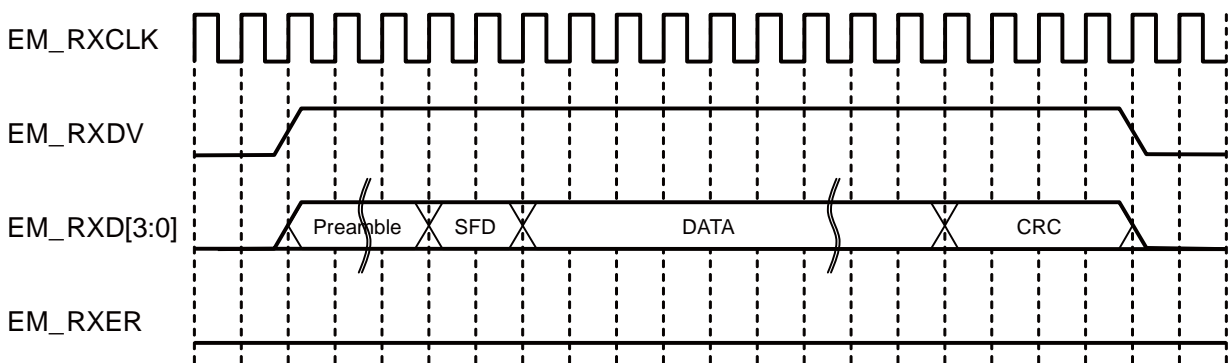 EM_RXCLK
EM_RXDV
EM_RXD[3:0] Preamble SFD DATA CRC
EM_RXER